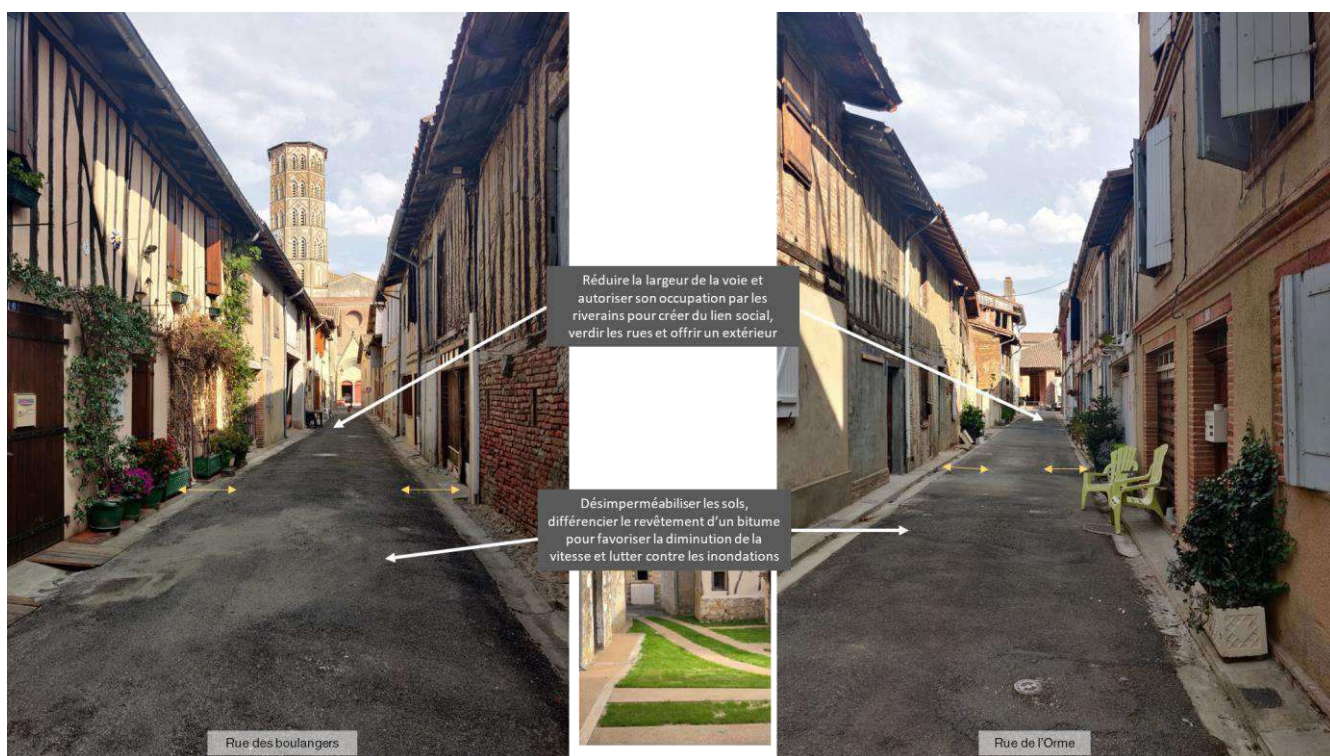 Réduire la largeur de la voie et
autoriser son occupation par les
riverains pour créer du lien social,
verdir les rues et offrir un extérieur
Désimperméabiliser les sols,
différencier le revêtement d'un bitume
pour favoriser la diminution de la
vitesse et lutter contre les inondations
Rue des boulangers
Rue de l'Orme